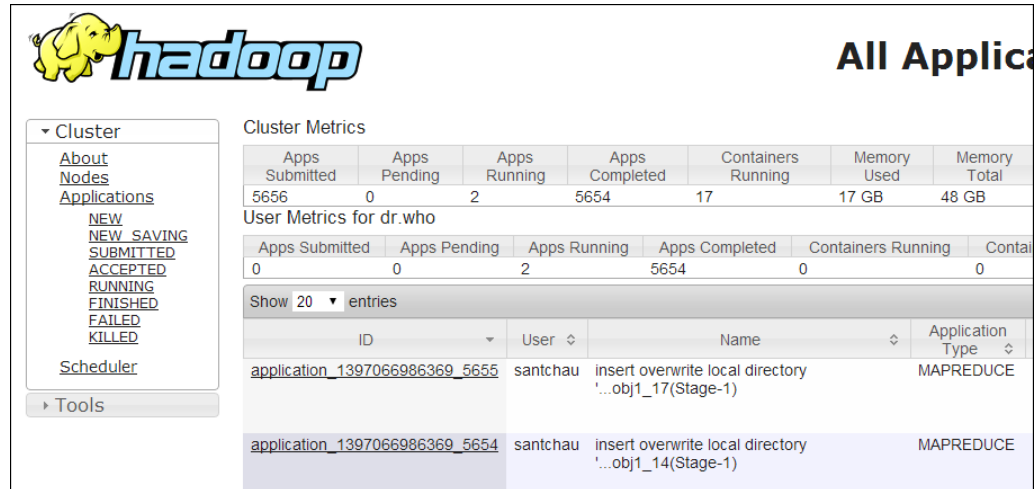 hadoop
All Applica
Cluster
About
Nodes
Applications
NEW
NEW_SAVING
SUBMITTED
ACCEPTED
RUNNING
FINISHED
FAILED
KILLED
Scheduler
Tools
Cluster Metrics
Apps Submitted Apps Pending Apps Running Apps Completed Containers Running Memory Used Memory Total
5656 0 2 5654 17 17 GB 48 GB
User Metrics for dr.who
Apps Submitted Apps Pending Apps Running Apps Completed Containers Running Contai
0 0 2 5654 0 0
Show 20 entries
ID User Name Application Type
application_1397066986369_5655 santchau insert overwrite local directory MAPREDUCE
'...obj1_17(Stage-1)
application_1397066986369_5654 santchau insert overwrite local directory MAPREDUCE
'...obj1_14(Stage-1)